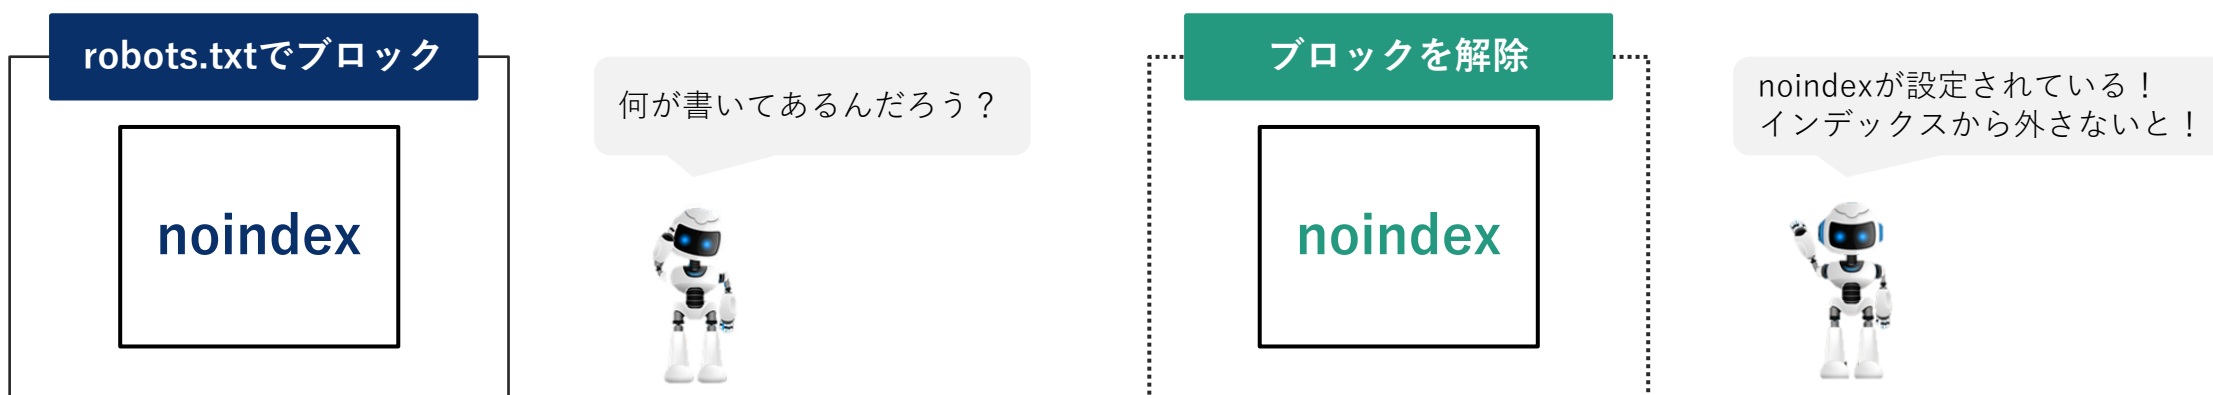 robots.txtでブロック
noindex
何が書いてあるんだろう？
ブロックを解除
noindex
noindexが設定されている！
インデックスから外さないと！